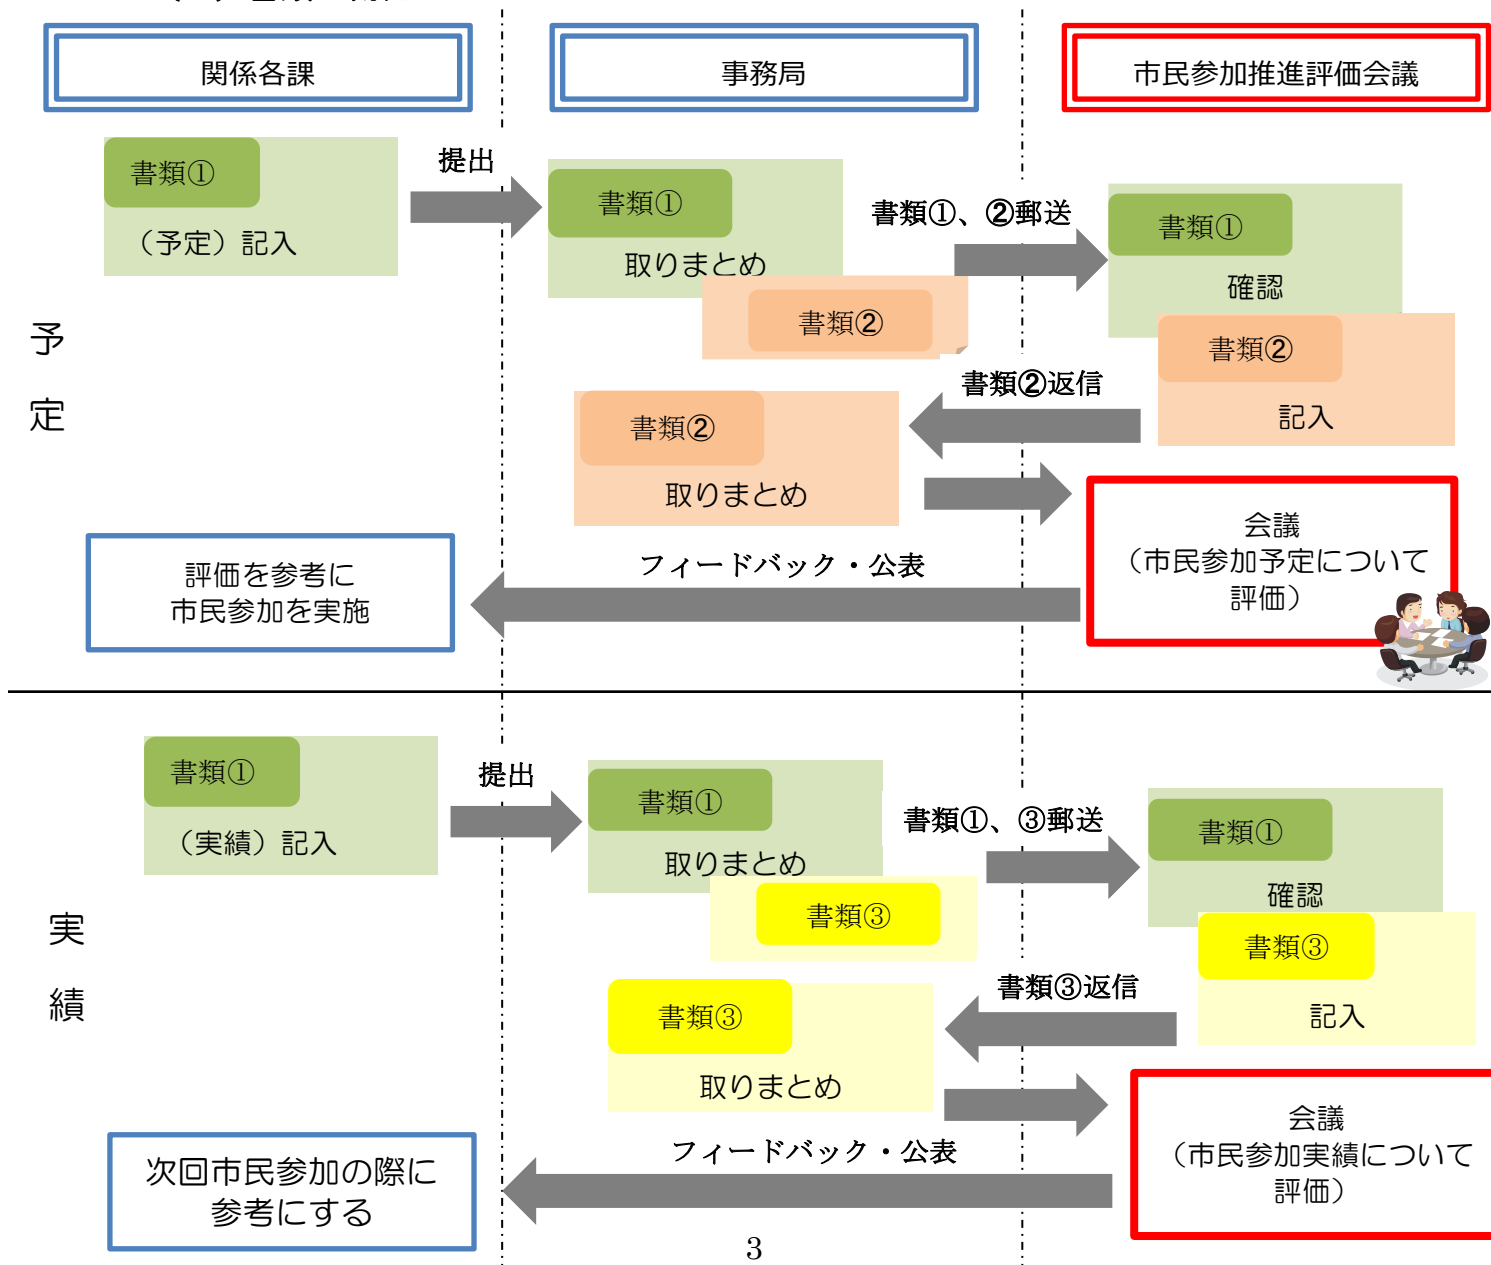 関係各課
事務局
市民参加推進評価会議
予
定
書類①
（予定）記入
提出
書類①
取りまとめ
書類②
書類①、②郵送
書類①
確認
書類②
記入
書類②返信
書類②
取りまとめ
会議
（市民参加予定について
評価）
フィードバック・公表
評価を参考に
市民参加を実施
実
績
書類①
（実績）記入
提出
書類①
取りまとめ
書類③
書類①、③郵送
書類①
確認
書類③
記入
書類③返信
書類③
取りまとめ
会議
（市民参加実績について
評価）
フィードバック・公表
次回市民参加の際に
参考にする
3